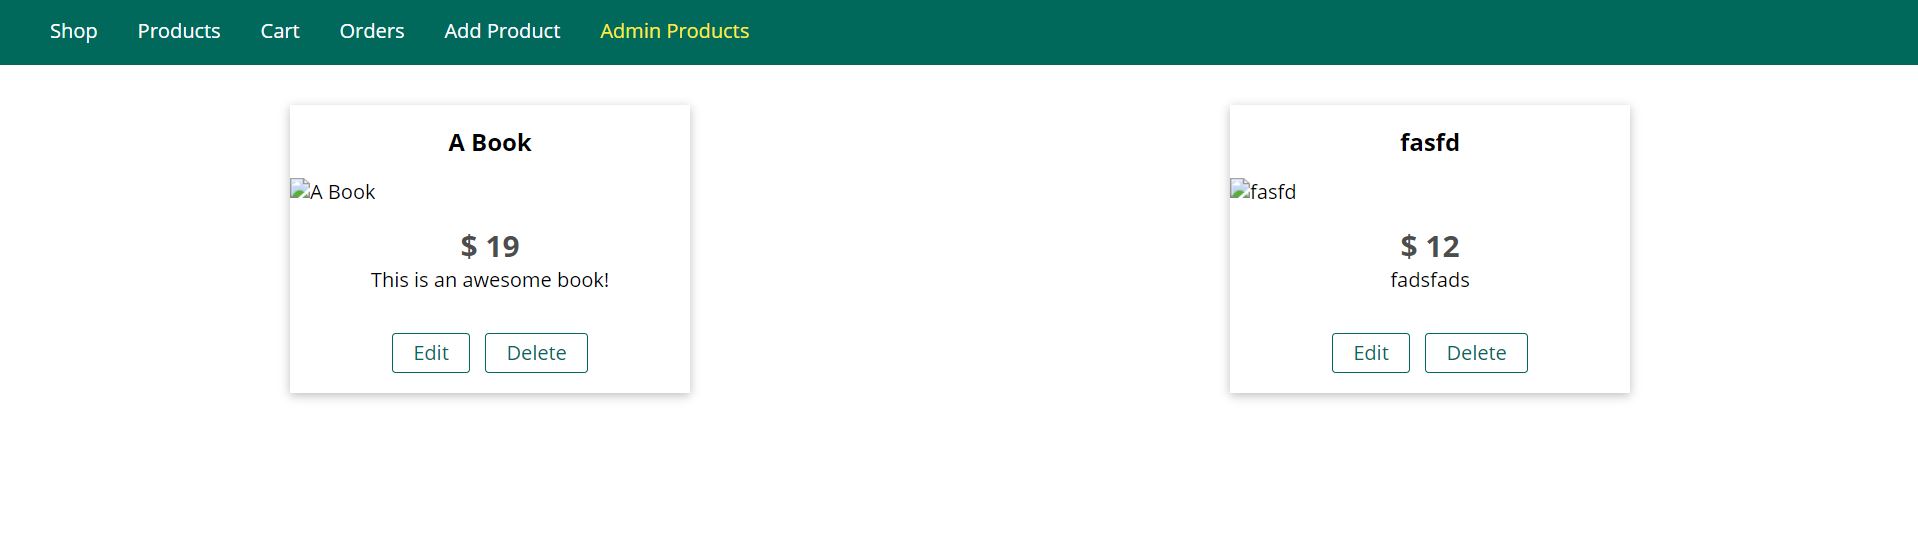 Shop Products Cart Orders Add Product Admin Products
A Book
A Book
$ 19
This is an awesome book!
Edit Delete
fasfd
fasfd
$ 12
fadsfads
Edit Delete